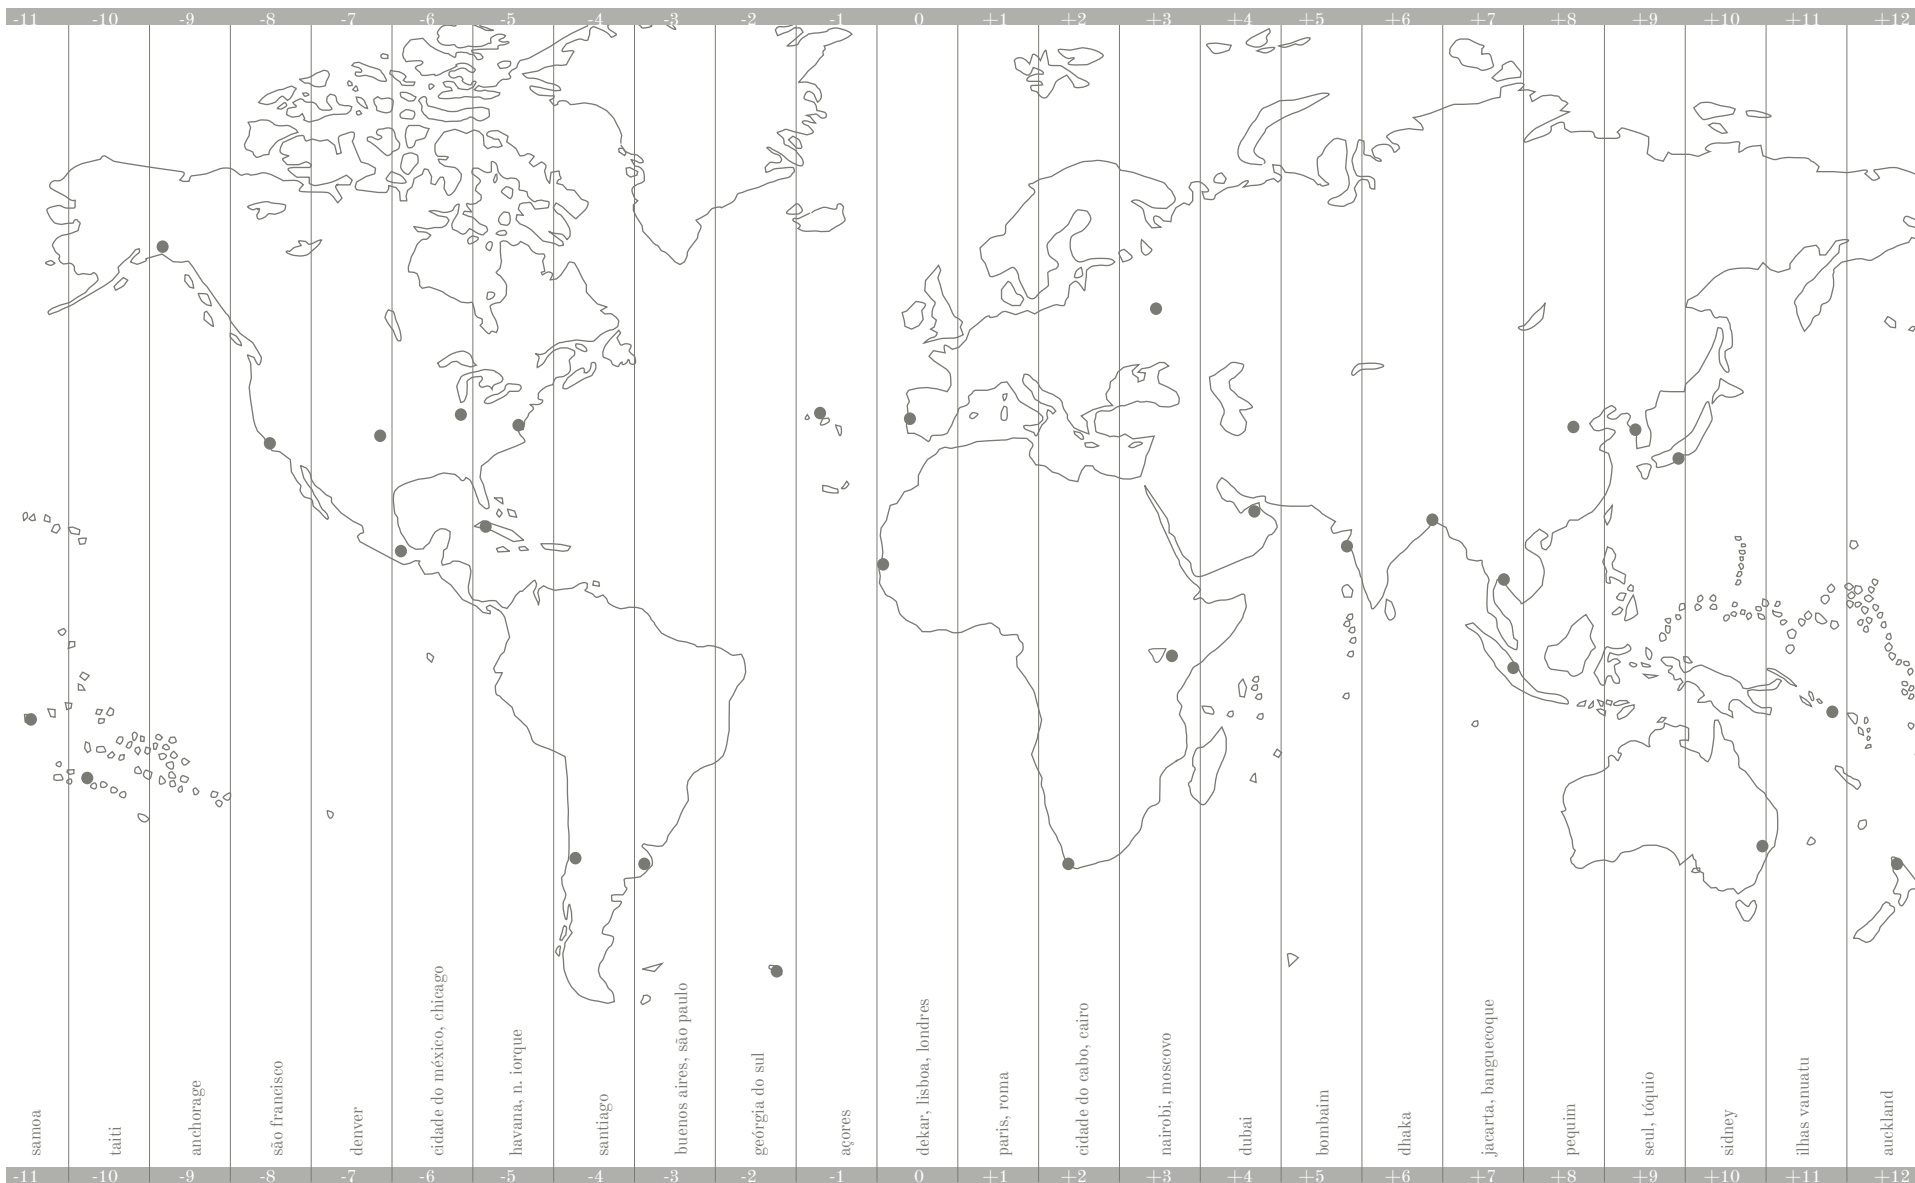 -11 -10 -9 -8 -7 -6 -5 -4 -3 -2 -1 0 +1 +2 +3 +4 +5 +6 +7 +8 +9 +10 +11 +12
samoa
taiti
anchorage
são francisco
denver
cidade do méxico, chicago
havana, n. iorque
santiago
buenos aires, são paulo
geórgia do sul
açores
dekar, lisboa, londres
paris, roma
cidade do cabo, cairo
nairobi, moscovo
dubai
bombaim
dhaka
jacarta, banguecoque
pequim
seul, tóquio
sidney
ilhas vanuatu
auckland
-11 -10 -9 -8 -7 -6 -5 -4 -3 -2 -1 0 +1 +2 +3 +4 +5 +6 +7 +8 +9 +10 +11 +12